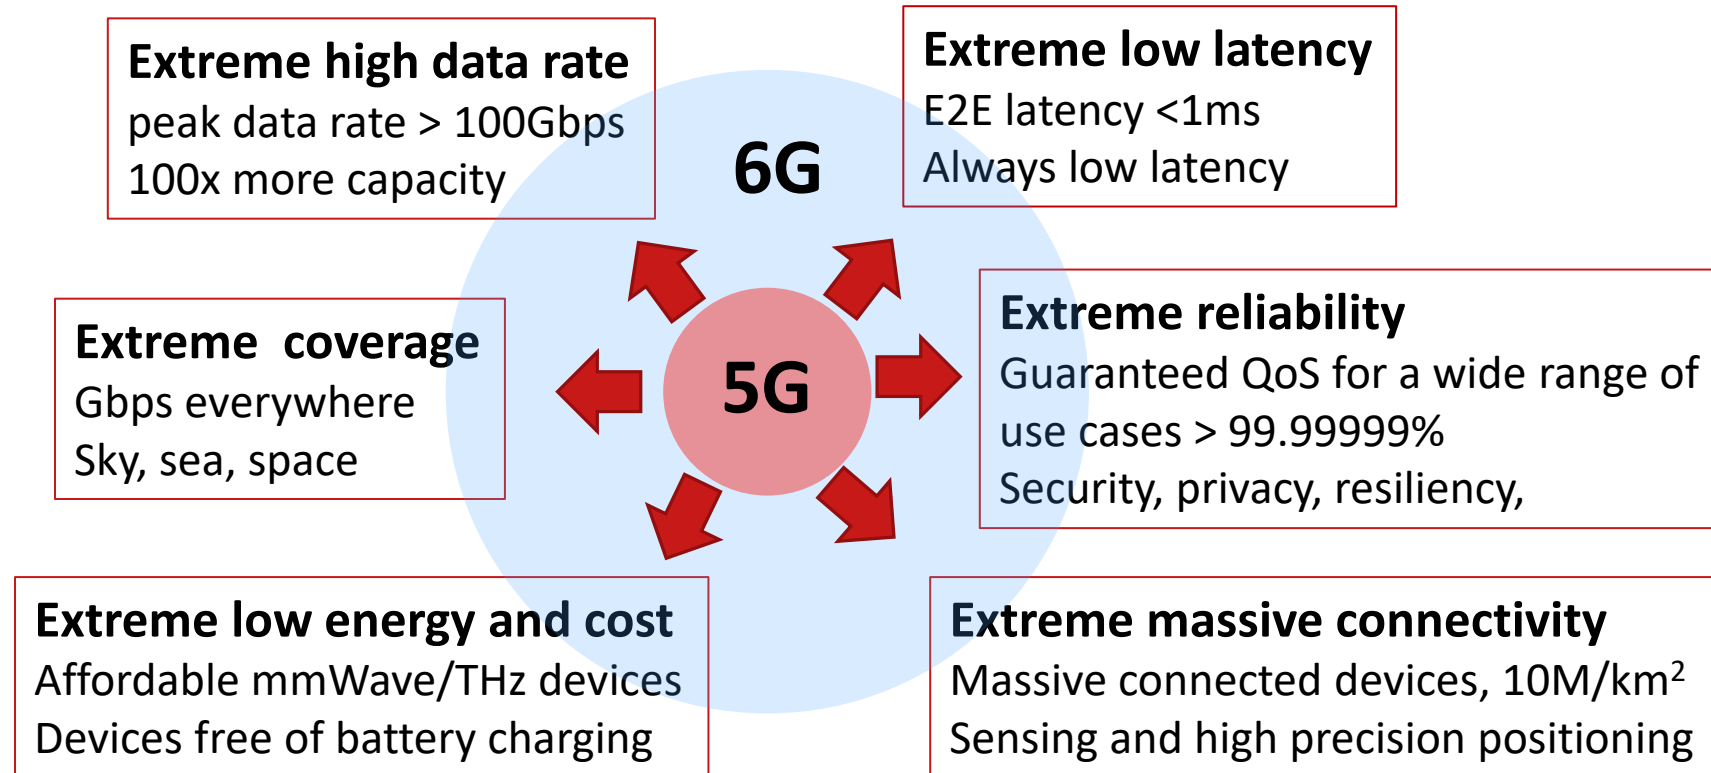 Extreme high data rate
peak data rate > 100Gbps
100x more capacity
Extreme low latency
E2E latency <1ms
Always low latency
6G
Extreme coverage
Gbps everywhere
Sky, sea, space
5G
Extreme reliability
Guaranteed QoS for a wide range of
use cases > 99.99999%
Security, privacy, resiliency,
Extreme low energy and cost
Affordable mmWave/THz devices
Devices free of battery charging
Extreme massive connectivity
Massive connected devices, 10M/km²
Sensing and high precision positioning